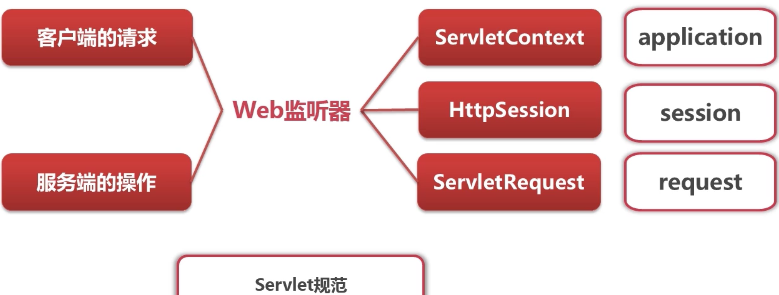 客户端的请求
ServletContext
application
Web监听器
HttpSession
session
服务端的操作
ServletRequest
request
Servlet规范